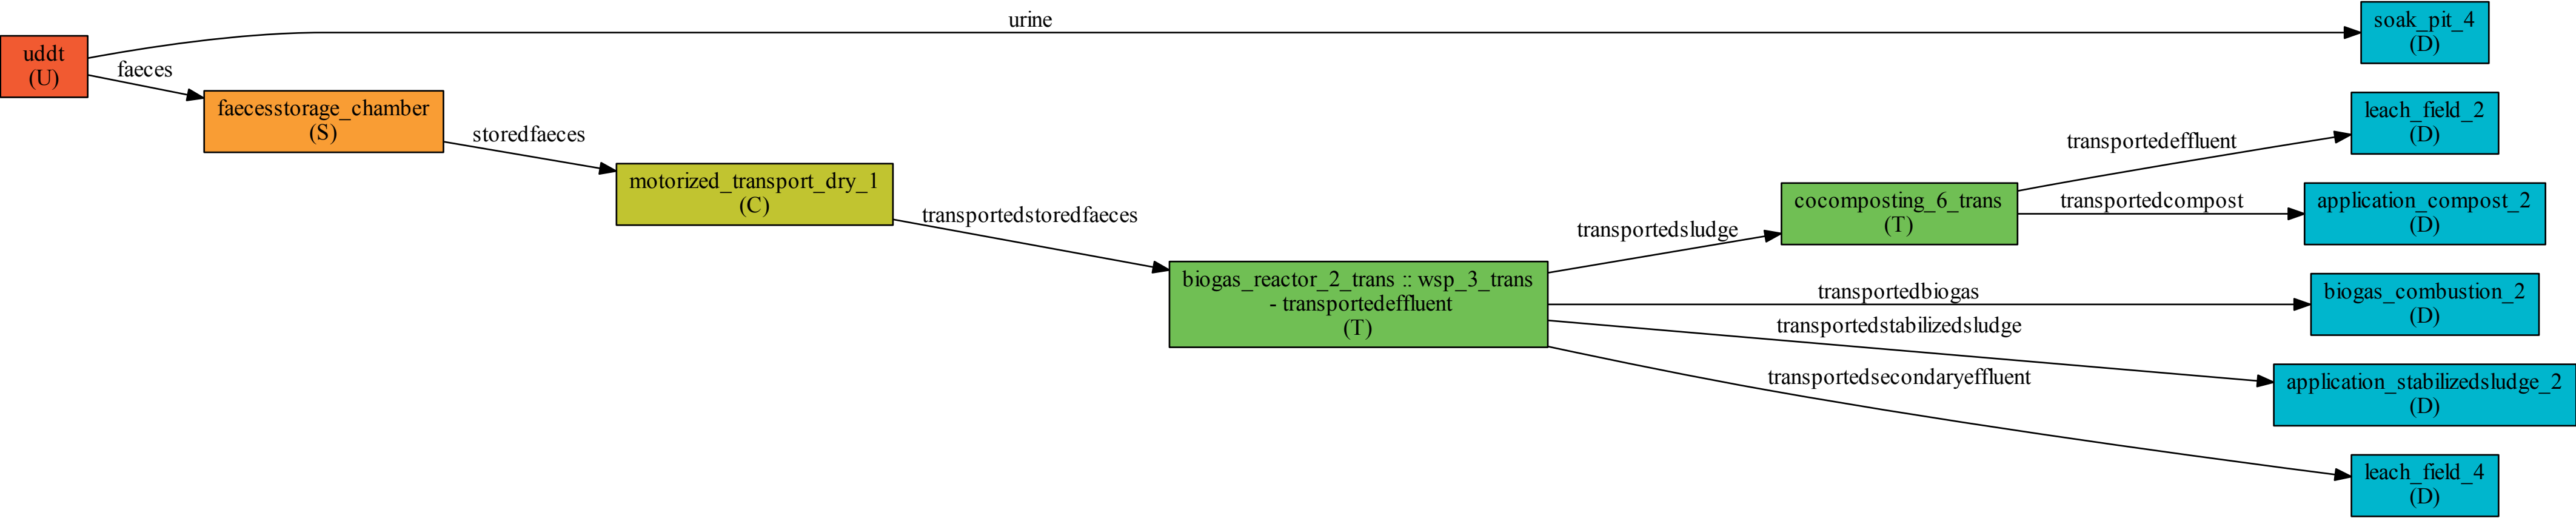 urine
soak_pit_4
(D)
uddt
(U)
faeces
faecesstorage_chamber
(S)
storedfaeces
motorized_transport_dry_1
(C)
transportedstoredfaeces
biogas_reactor_2_trans :: wsp_3_trans
- transportedeffluent
(T)
transportedsludge
cocomposting_6_trans
(T)
transportedeffluent
leach_field_2
(D)
transportedcompost
application_compost_2
(D)
transportedbiogas
biogas_combustion_2
(D)
transportedstabilizedsludge
application_stabilizedsludge_2
(D)
transportedsecondaryeffluent
leach_field_4
(D)